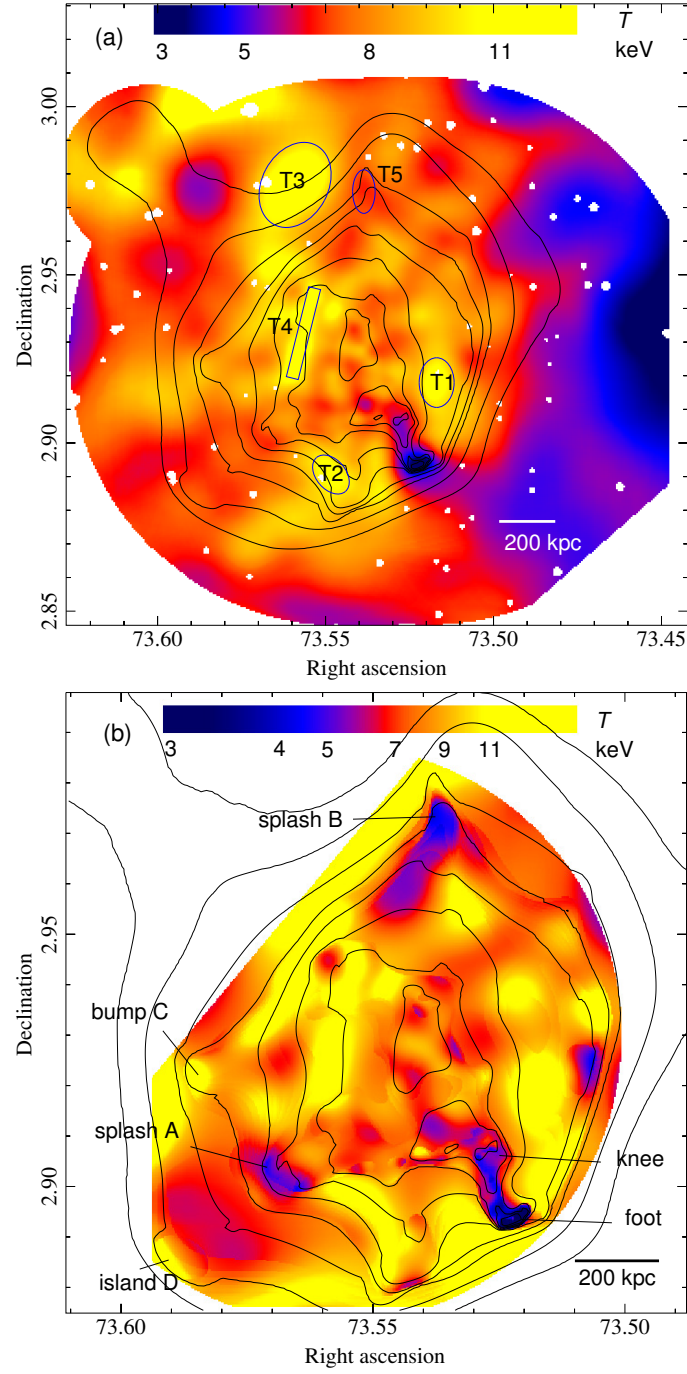 (a)
T
3 5 8 11 keV
3.00
T3
T5
2.95
T4
T1
2.90
T2
200 kpc
2.85
Declination
73.60 73.55 73.50 73.45
Right ascension
(b)
T
3 4 5 7 9 11 keV
splash B
2.95
bump C
splash A
knee
2.90
foot
island D
200 kpc
Declination
73.60 73.55 73.50
Right ascension